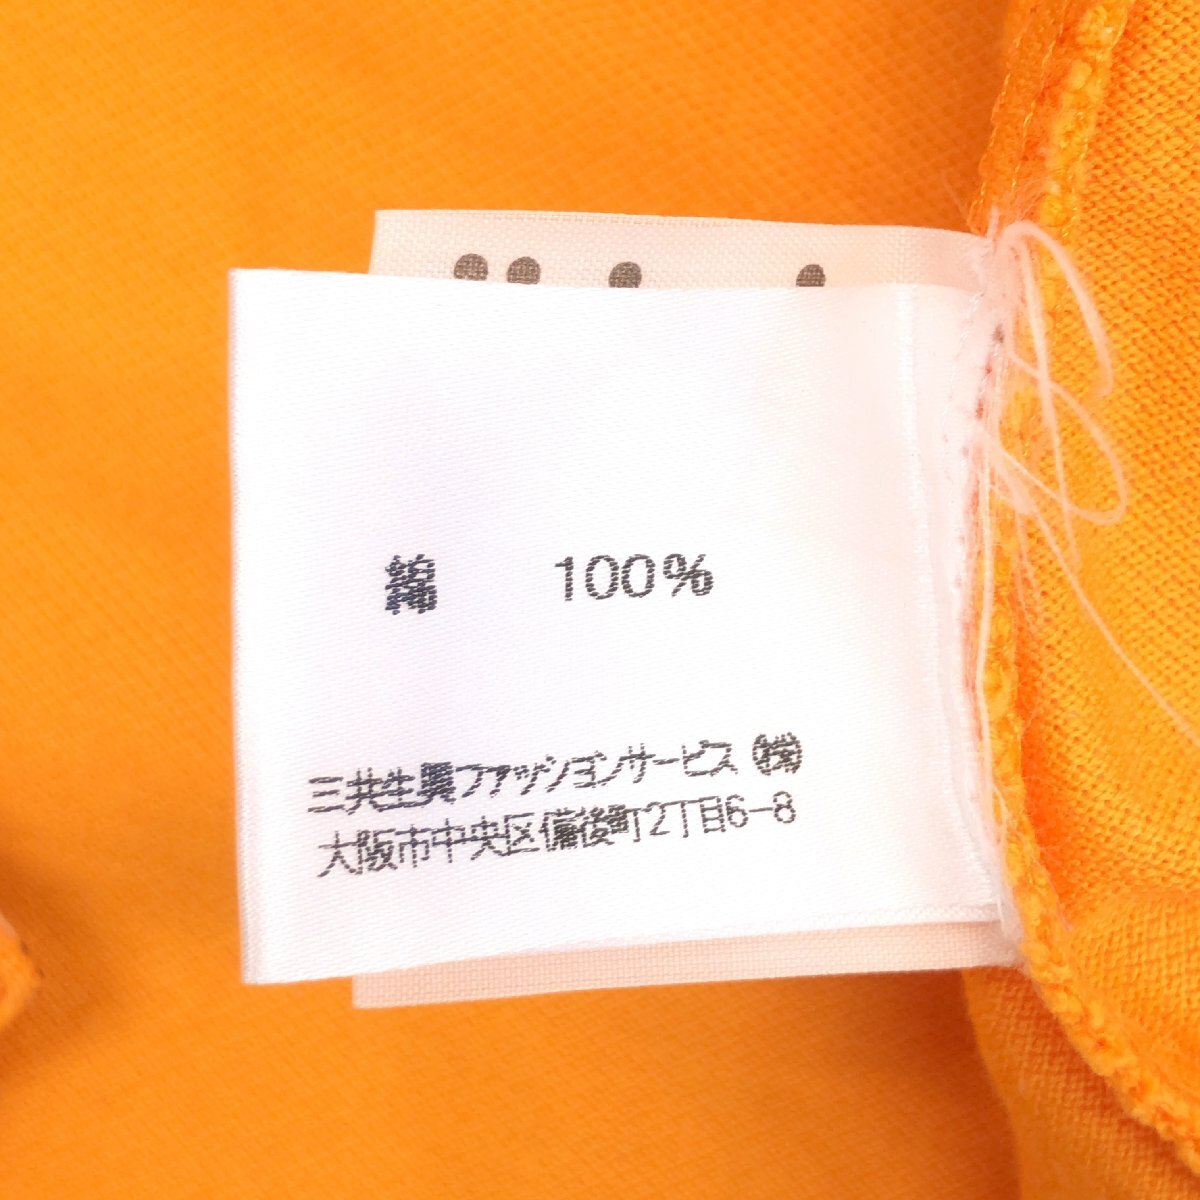 綿 100%
三共生興ファッションサービス ㈱
大阪市中央区備後町2丁目6-8